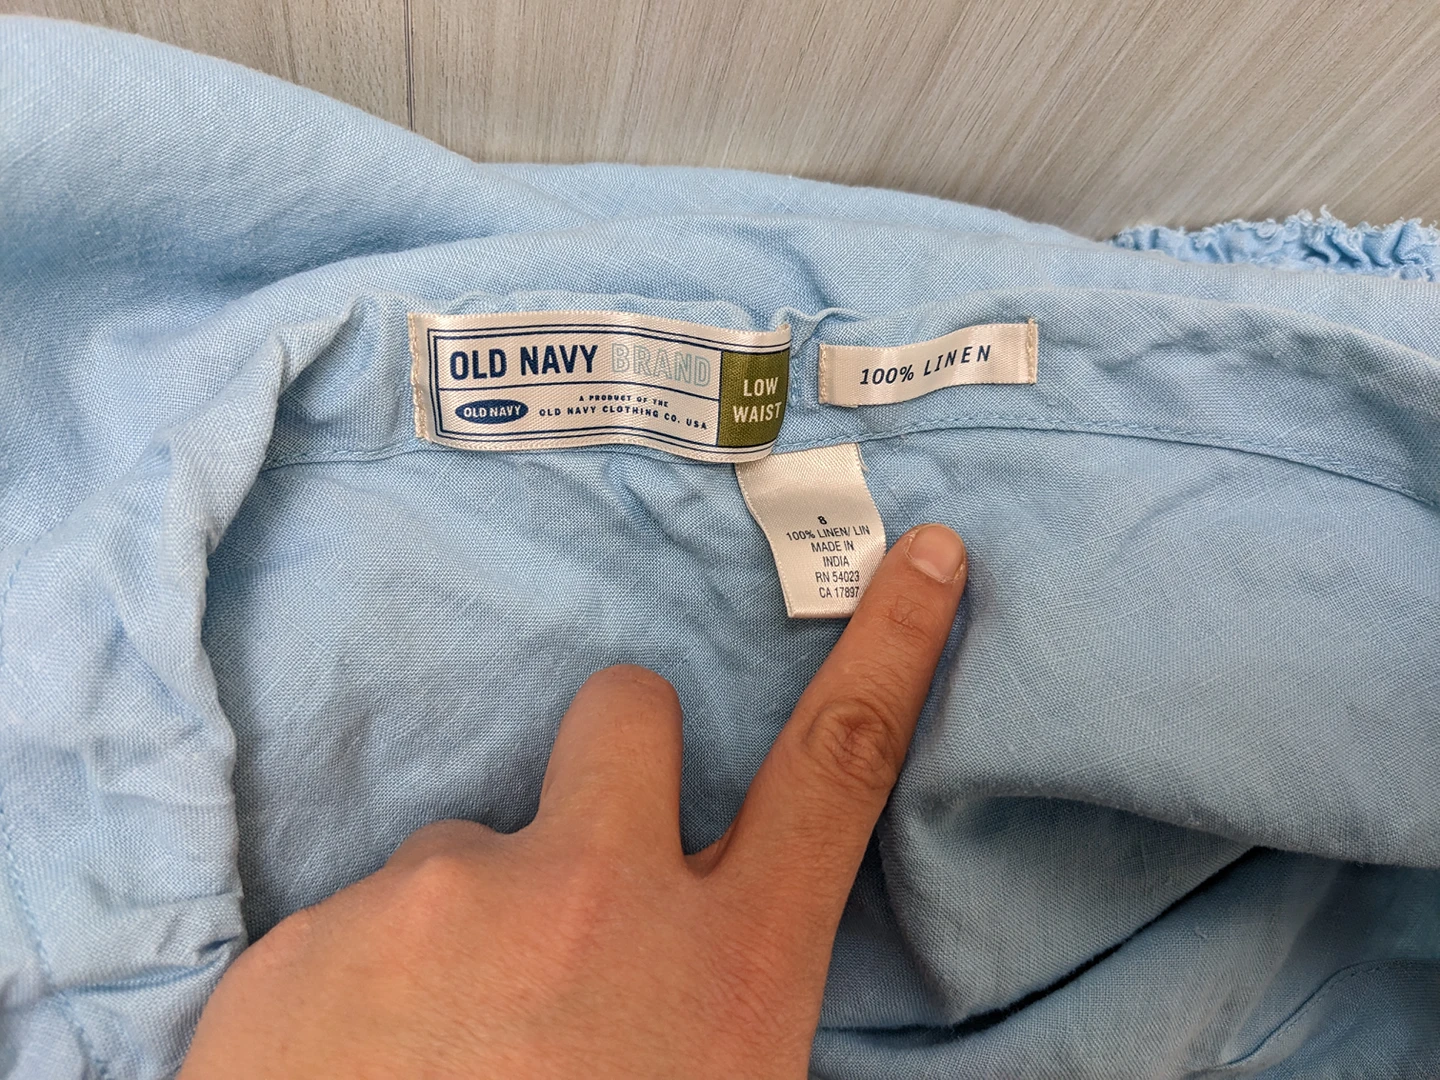 OLD NAVY BRAND
LOW
WAIST
OLD NAVY
A PRODUCT OF THE
OLD NAVY CLOTHING CO. USA
100% LINEN
8
100% LINEN/ LIN
MADE IN
INDIA
RN 54023
CA 17897